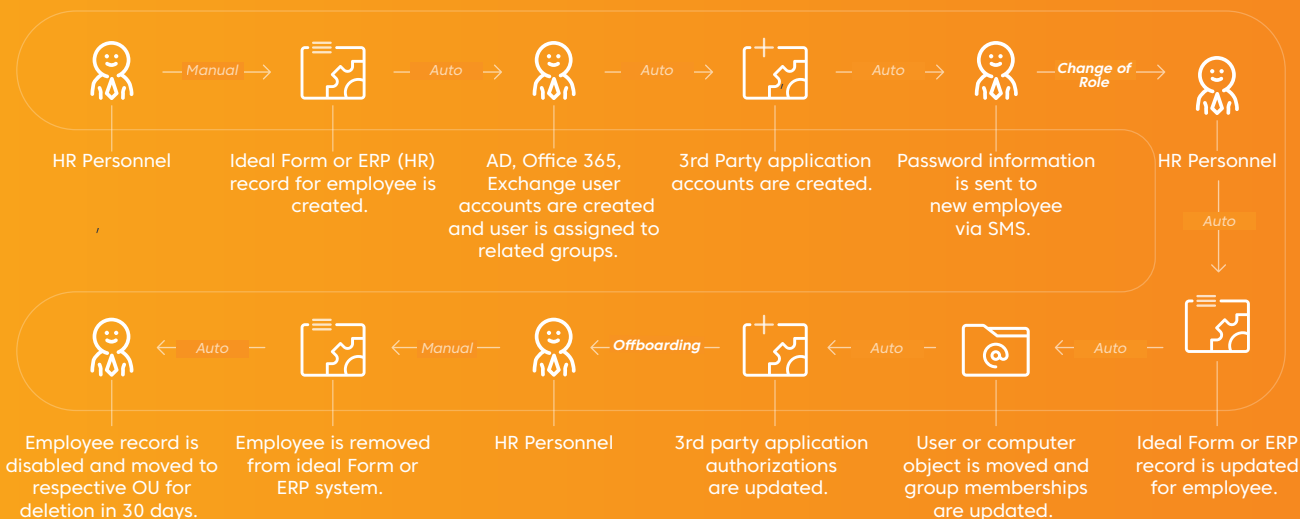 Manual
Auto
Auto
Auto
Change of
Role
HR Personnel
Ideal Form or ERP (HR)
record for employee is
created.
AD, Office 365,
Exchange user
accounts are created
and user is assigned to
related groups.
3rd Party application
accounts are created.
Password information
is sent to
new employee
via SMS.
HR Personnel
Auto
Auto
Manual
Offboarding
Auto
Auto
Employee record is
disabled and moved to
respective OU for
deletion in 30 days.
Employee is removed
from ideal Form or
ERP system.
HR Personnel
3rd party application
authorizations
are updated.
User or computer
object is moved and
group memberships
are updated.
Ideal Form or ERP
record is updated
for employee.